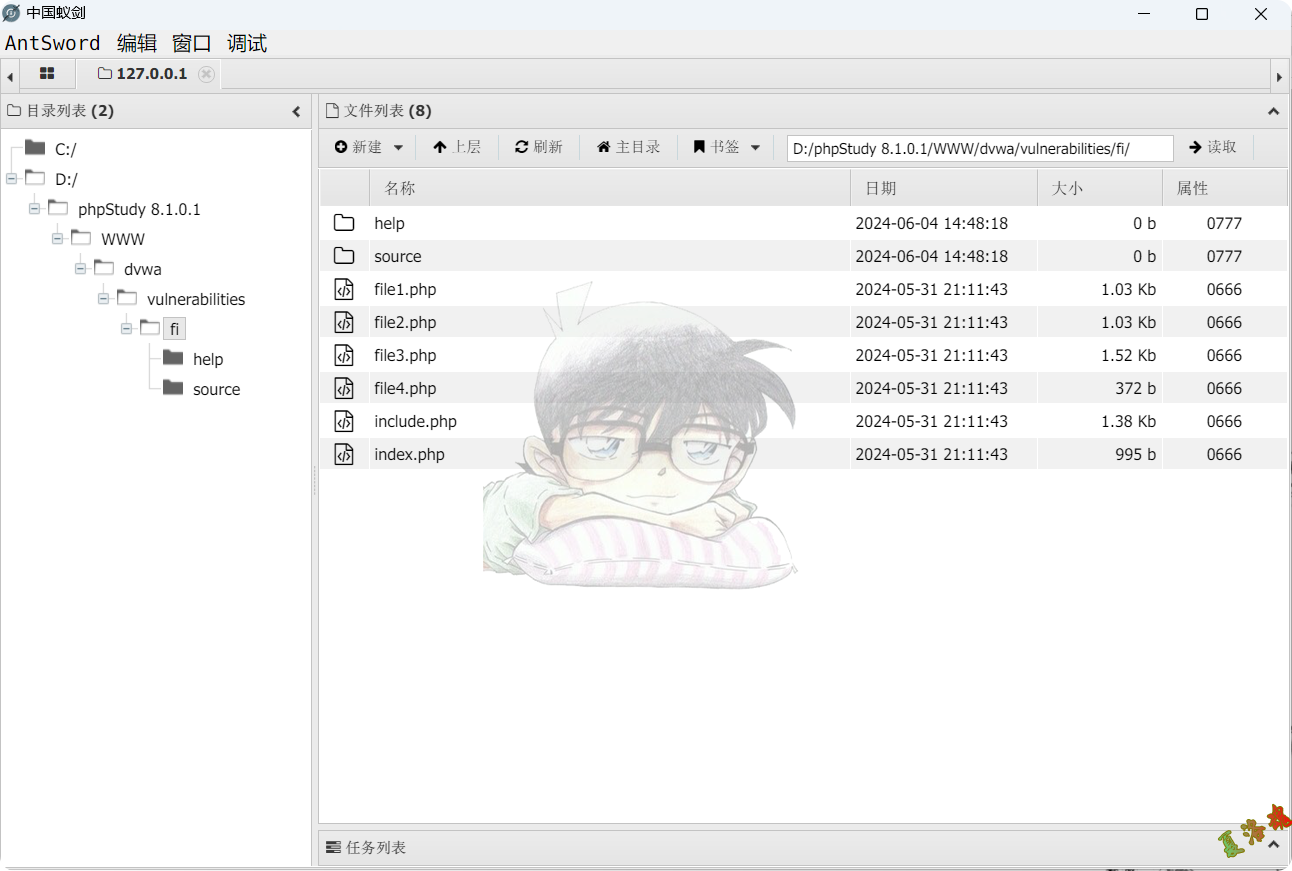 中国蚁剑
AntSword 编辑 窗口 调试
127.0.0.1
目录列表 (2)
C:/
D:/
phpStudy 8.1.0.1
WWW
dvwa
vulnerabilities
fi
help
source
文件列表 (8)
新建 上层 刷新 主目录 书签 D:/phpStudy 8.1.0.1/WWW/dvwa/vulnerabilities/fi/ 读取
名称 日期 大小 属性
help 2024-06-04 14:48:18 0 b 0777
source 2024-06-04 14:48:18 0 b 0777
file1.php 2024-05-31 21:11:43 1.03 Kb 0666
file2.php 2024-05-31 21:11:43 1.03 Kb 0666
file3.php 2024-05-31 21:11:43 1.52 Kb 0666
file4.php 2024-05-31 21:11:43 372 b 0666
include.php 2024-05-31 21:11:43 1.38 Kb 0666
index.php 2024-05-31 21:11:43 995 b 0666
任务列表